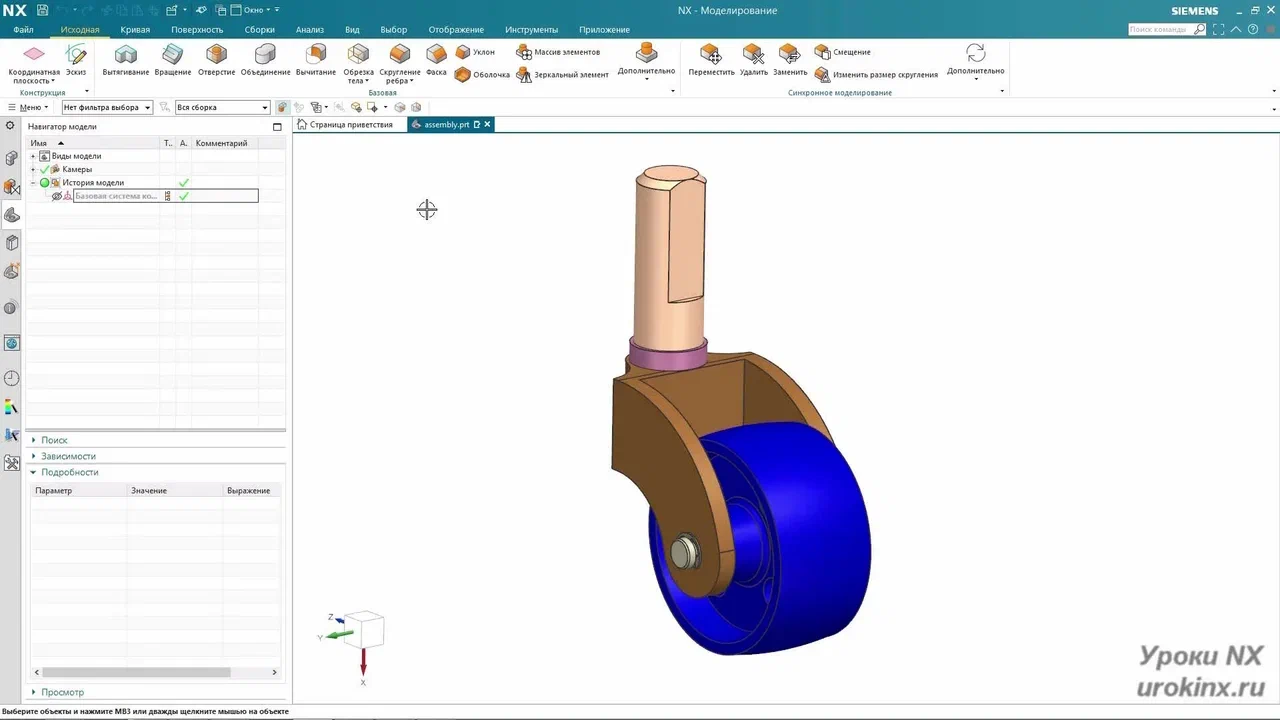 NX
Окно
NX - Моделирование
SIEMENS
Файл Исходная Кривая Поверхность Сборки Анализ Вид Выбор Отображение Инструменты Приложение
Поиск команды
Координатная плоскость
Эскиз
Вытягивание
Вращение
Отверстие
Объединение
Вычитание
Обрезка тела
Скругление ребра
Фаска
Уклон
Оболочка
Массив элементов
Зеркальный элемент
Дополнительно
Переместить
Удалить
Заменить
Смещение
Изменить размер скругления
Дополнительно
Конструкция
Базовая
Синхронное моделирование
Меню
Нет фильтра выбора
Вся сборка
Навигатор модели
Страница приветствия
assembly.prt
Имя Т.. А. Комментарий
Виды модели
Камеры
История модели
Базовая система ко...
Поиск
Зависимости
Подробности
Параметр Значение Выражение
Просмотр
Z
Y
X
Уроки NX
urokinx.ru
Выберите объекты и нажмите MB3 или дважды щелкните мышью на объекте